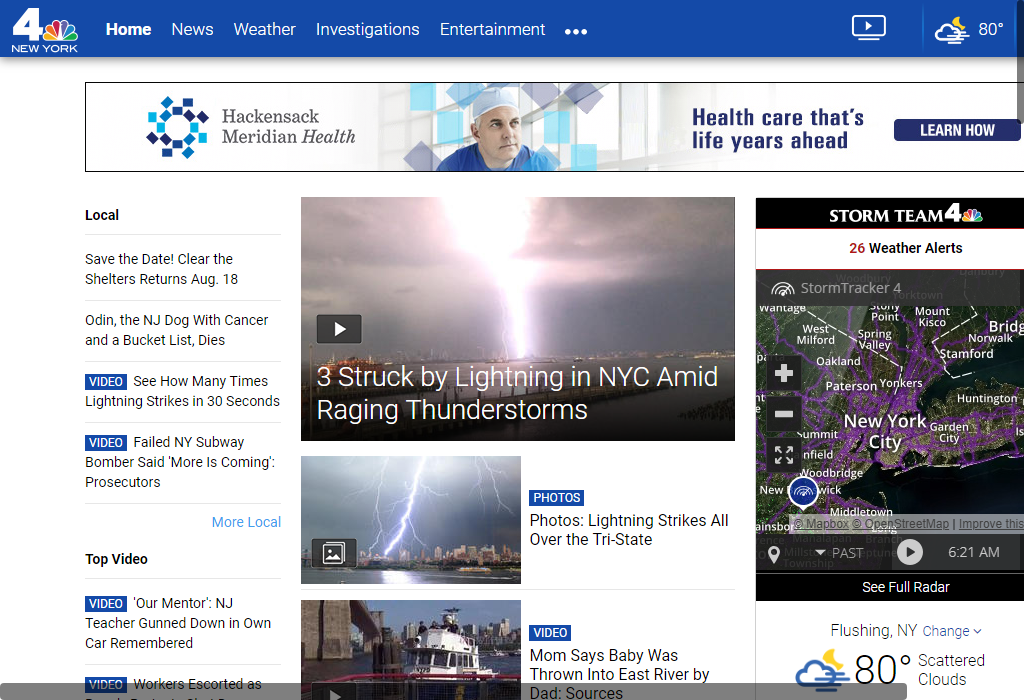 4
NEW YORK
Home News Weather Investigations Entertainment •••
80°
Hackensack
Meridian Health
Health care that's
life years ahead
LEARN HOW
Local
Save the Date! Clear the
Shelters Returns Aug. 18
Odin, the NJ Dog With Cancer
and a Bucket List, Dies
VIDEO See How Many Times
Lightning Strikes in 30 Seconds
VIDEO Failed NY Subway
Bomber Said 'More Is Coming':
Prosecutors
More Local
Top Video
VIDEO 'Our Mentor': NJ
Teacher Gunned Down in Own
Car Remembered
VIDEO Workers Escorted as
3 Struck by Lightning in NYC Amid
Raging Thunderstorms
PHOTOS
Photos: Lightning Strikes All
Over the Tri-State
VIDEO
Mom Says Baby Was
Thrown Into East River by
Dad: Sources
STORM TEAM 4
26 Weather Alerts
Woodbury
Danbury
StormTracker 4
Yorktown
Wantage
Stony
Point
Mount
Kisco
West
Milford
Spring
Valley
Norwalk
Stamford
Oakland
Paterson
Yonkers
Huntington
New York
City
Garden
City
Summit
Woodbridge
Middletown
© Mapbox © OpenStreetMap | Improve this
PAST
6:21 AM
See Full Radar
Flushing, NY Change
80° Scattered
Clouds